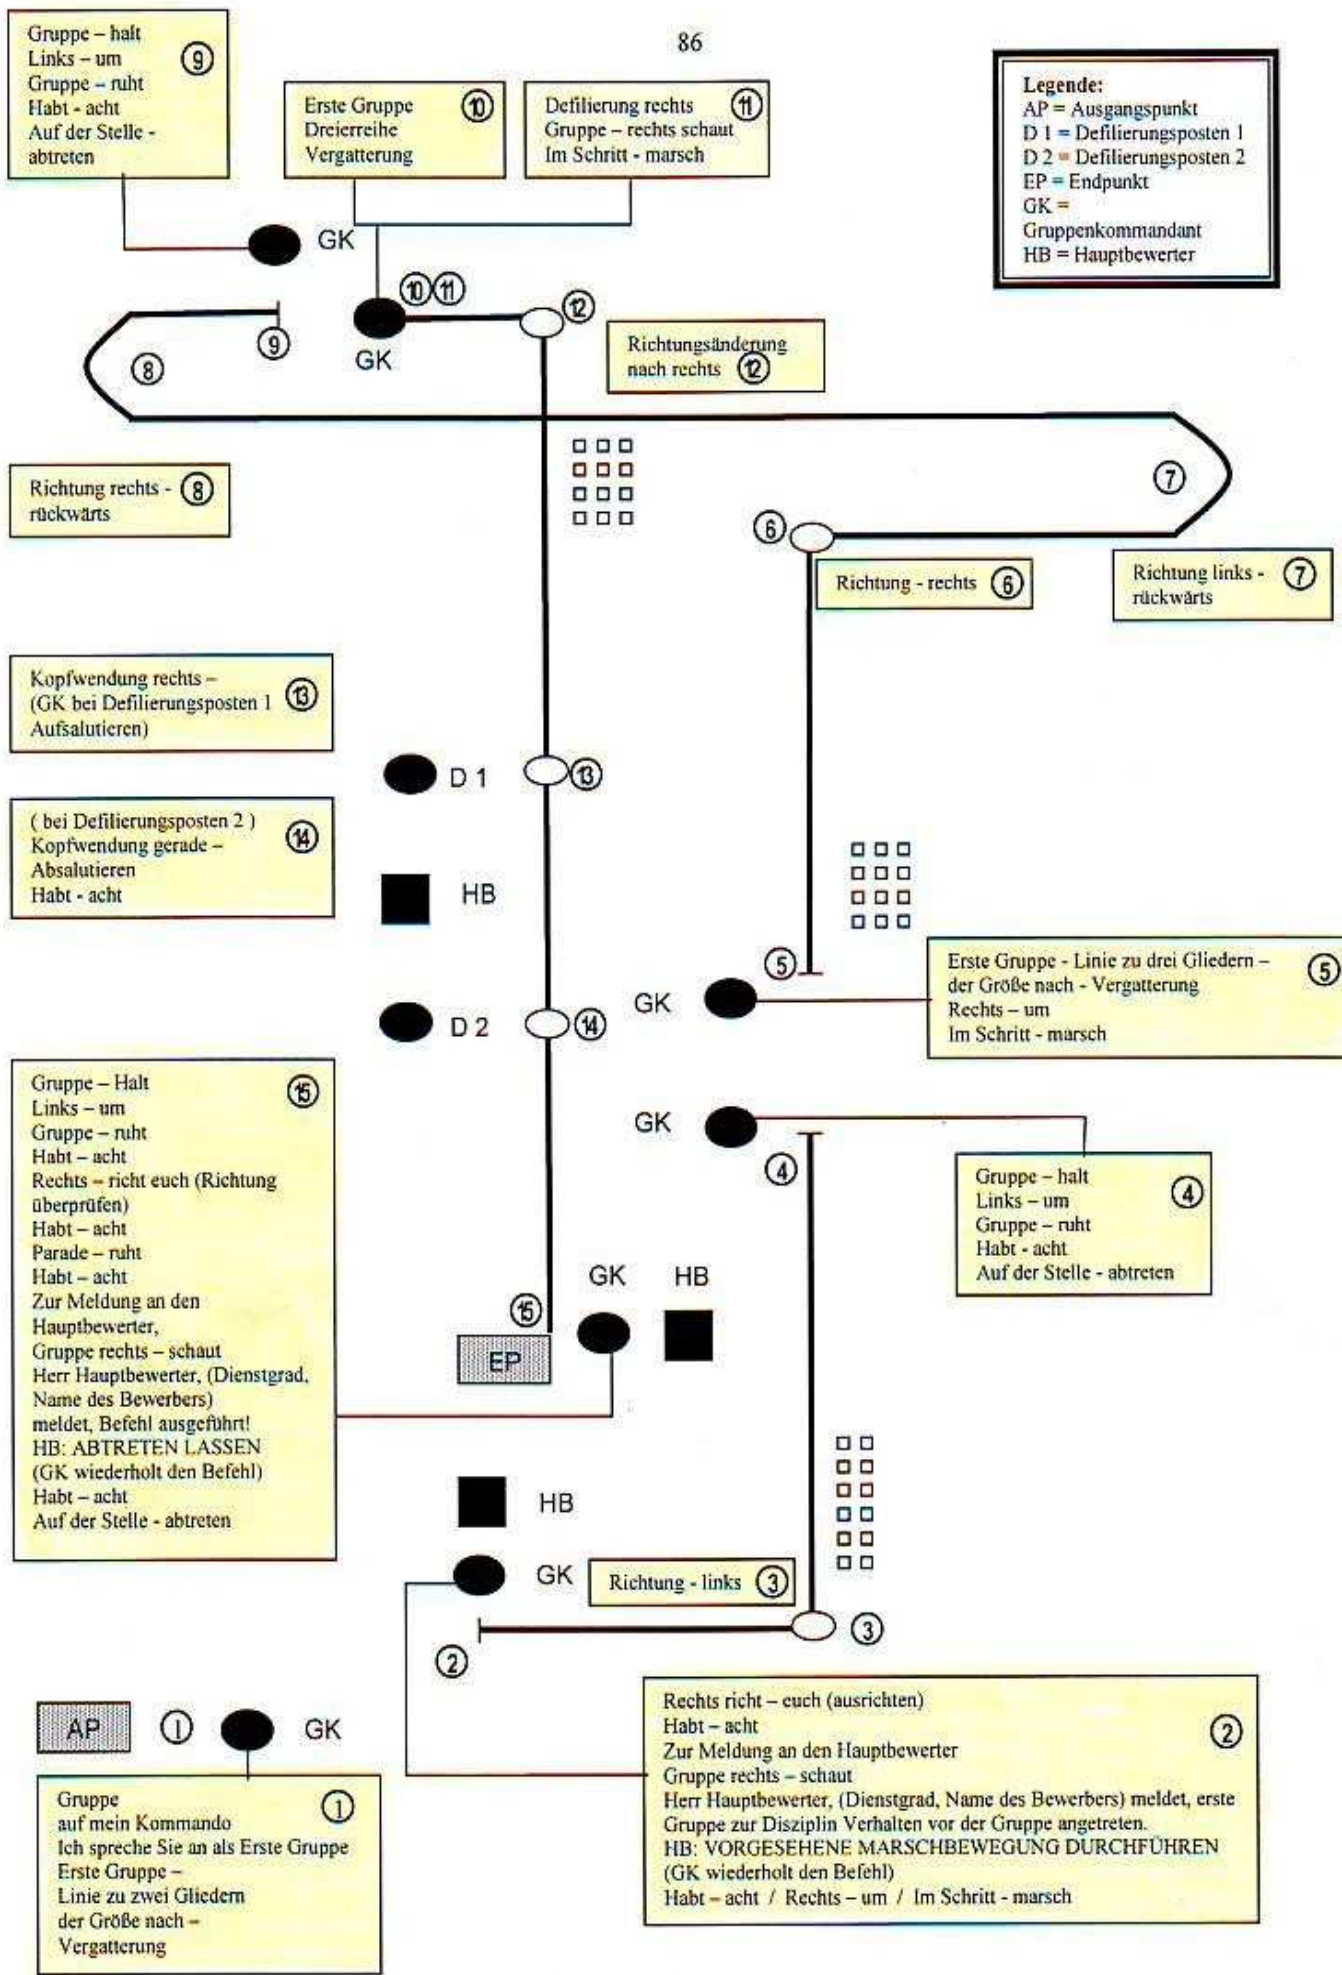 86
Gruppe – halt
Links – um
Gruppe – ruht
Habt - acht
Auf der Stelle -
abtreten
9
Erste Gruppe
Dreierreihe
Vergatterung
10
Defilierung rechts
Gruppe – rechts schaut
Im Schritt - marsch
11
Legende:
AP = Ausgangspunkt
D 1 = Defilierungsposten 1
D 2 = Defilierungsposten 2
EP = Endpunkt
GK =
Gruppenkommandant
HB = Hauptbewerter
GK
10 11
12
9
GK
8
Richtungsänderung
nach rechts 12
Richtung rechts - 8
rückwärts
7
6
Richtung - rechts 6
Richtung links - 7
rückwärts
Kopfwendung rechts –
(GK bei Defilierungsposten 1
Aufsalutieren)
13
D 1
13
( bei Defilierungsposten 2 )
Kopfwendung gerade –
Absalutieren
Habt - acht
14
HB
5
GK
D 2
14
Erste Gruppe - Linie zu drei Gliedern –
der Größe nach - Vergatterung
Rechts – um
Im Schritt - marsch
5
GK
4
Gruppe – halt
Links – um
Gruppe – ruht
Habt - acht
Auf der Stelle - abtreten
4
Gruppe – Halt
Links – um
Gruppe – ruht
Habt – acht
Rechts – richt euch (Richtung
überprüfen)
Habt – acht
Parade – ruht
Habt – acht
Zur Meldung an den
Hauptbewerter,
Gruppe rechts – schaut
Herr Hauptbewerter, (Dienstgrad,
Name des Bewerbers)
meldet, Befehl ausgeführt!
HB: ABTRETEN LASSEN
(GK wiederholt den Befehl)
Habt – acht
Auf der Stelle - abtreten
15
GK
HB
15
EP
HB
GK
Richtung - links 3
3
2
AP
1
GK
Gruppe
auf mein Kommando
Ich spreche Sie an als Erste Gruppe
Erste Gruppe –
Linie zu zwei Gliedern
der Größe nach –
Vergatterung
1
Rechts richt – euch (ausrichten)
Habt – acht
Zur Meldung an den Hauptbewerter
Gruppe rechts – schaut
Herr Hauptbewerter, (Dienstgrad, Name des Bewerbers) meldet, erste
Gruppe zur Disziplin Verhalten vor der Gruppe angetreten.
HB: VORGESEHENE MARSCHBEWEGUNG DURCHFÜHREN
(GK wiederholt den Befehl)
Habt – acht / Rechts – um / Im Schritt - marsch
2